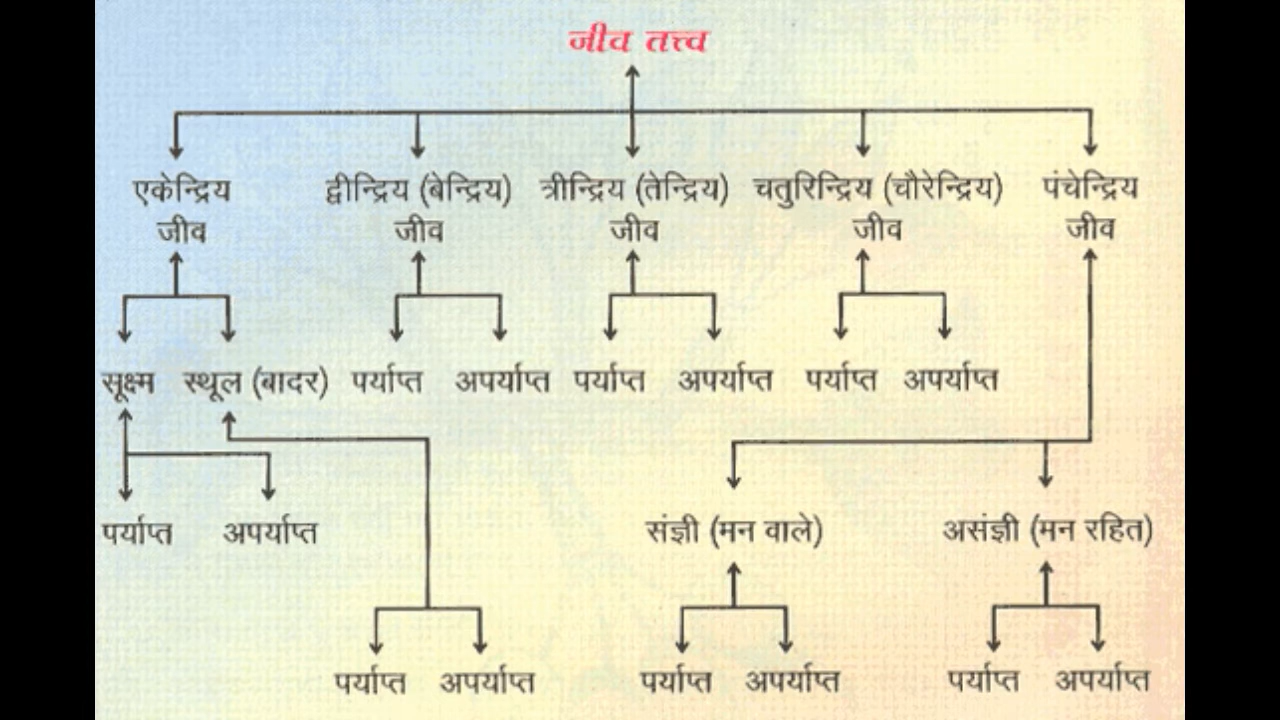 जीव तत्त्व
एकेन्द्रिय जीव
द्वीन्द्रिय (बेन्द्रिय) जीव
त्रीन्द्रिय (तेन्द्रिय) जीव
चतुरिन्द्रिय (चौरेन्द्रिय) जीव
पंचेन्द्रिय जीव
सूक्ष्म स्थूल (बादर) पर्याप्त अपर्याप्त पर्याप्त अपर्याप्त पर्याप्त अपर्याप्त
पर्याप्त अपर्याप्त संज्ञी (मन वाले) असंज्ञी (मन रहित)
पर्याप्त अपर्याप्त पर्याप्त अपर्याप्त पर्याप्त अपर्याप्त